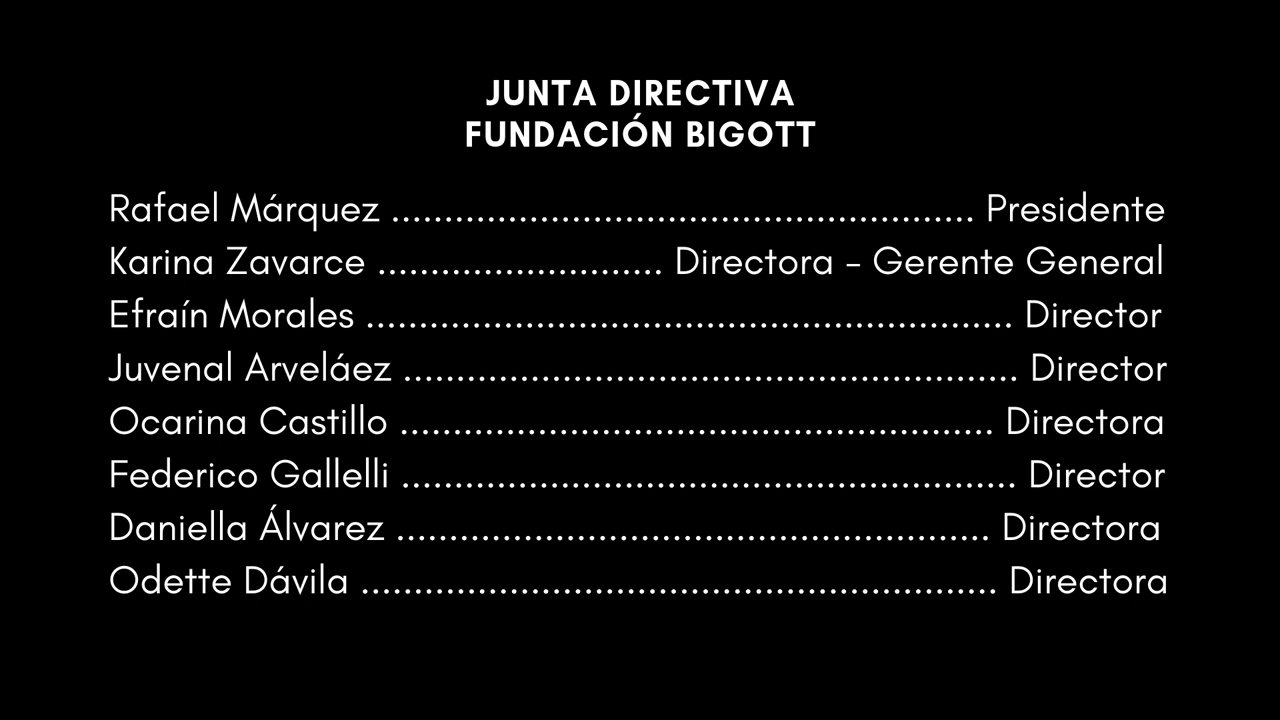 JUNTA DIRECTIVA
FUNDACIÓN BIGOTT
Rafael Márquez ....................................................... Presidente
Karina Zavarce ........................... Directora - Gerente General
Efraín Morales ............................................................. Director
Juvenal Arveláez .......................................................... Director
Ocarina Castillo ........................................................ Directora
Federico Gallelli .......................................................... Director
Daniella Álvarez ........................................................ Directora
Odette Dávila ............................................................ Directora